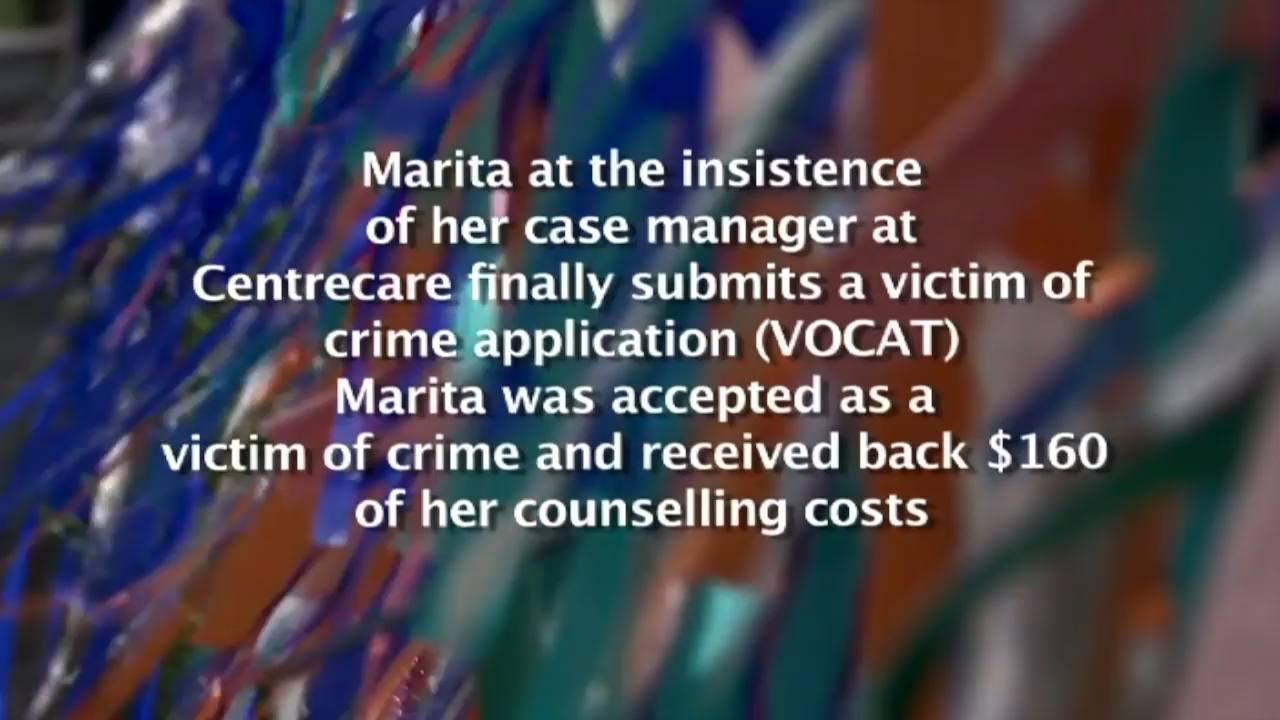 Marita at the insistence
of her case manager at
Centrecare finally submits a victim of
crime application (VOCAT)
Marita was accepted as a
victim of crime and received back $160
of her counselling costs